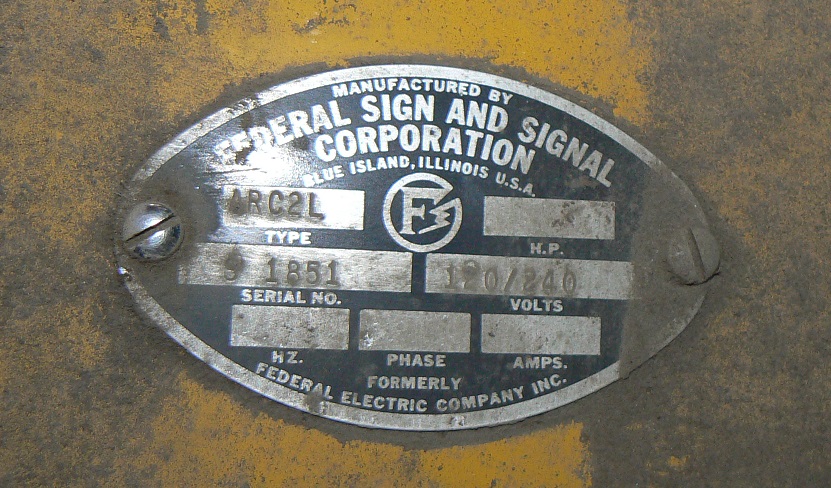 MANUFACTURED BY
FEDERAL SIGN AND SIGNAL
CORPORATION
BLUE ISLAND, ILLINOIS U.S.A.
ARC2L
F
TYPE
H.P.
1851
120/240
SERIAL NO.
VOLTS
HZ.
PHASE
AMPS.
FORMERLY
FEDERAL ELECTRIC COMPANY INC.